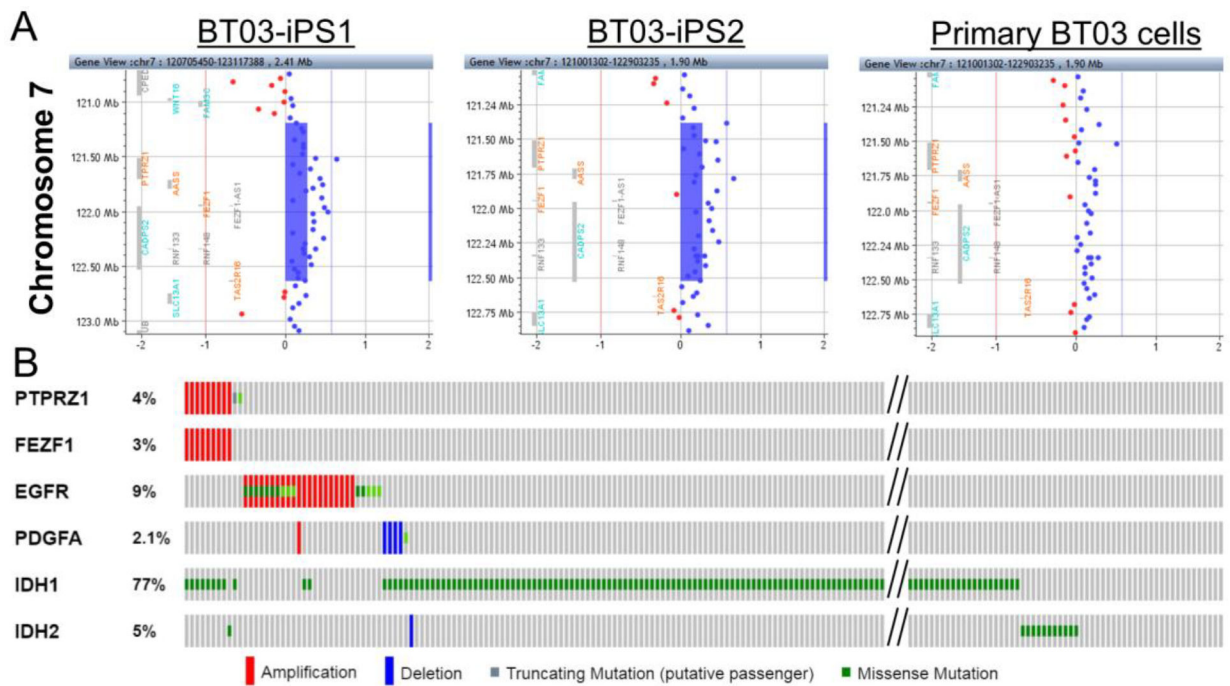 A
BT03-iPS1
BT03-iPS2
Primary BT03 cells
Chromosome 7
Gene View :chr7 : 120705450-123117388 , 2.41 Mb
121.0 Mb
121.50 Mb
122.0 Mb
122.50 Mb
123.0 Mb
CPED
WNT16
FAM3C
PTPRZ1
AASS
FEZF1
FEZF1-AS1
CADPS2
RNF133
RNF148
SLC13A1
TAS2R16
UB
-2 -1 0 1 2
Gene View :chr7 : 121001302-122903235 , 1.90 Mb
121.24 Mb
121.50 Mb
121.75 Mb
122.0 Mb
122.24 Mb
122.50 Mb
122.75 Mb
FAM
PTPRZ1
AASS
FEZF1
FEZF1-AS1
RNF133
CADPS2
RNF148
TAS2R16
SLC13A1
-2 -1 0 1 2
Gene View :chr7 : 121001302-122903235 , 1.90 Mb
121.24 Mb
121.50 Mb
121.75 Mb
122.0 Mb
122.24 Mb
122.50 Mb
122.75 Mb
FAM
PTPRZ1
AASS
FEZF1
FEZF1-AS1
RNF133
CADPS2
RNF148
TAS2R16
SLC13A1
-2 -1 0 1 2
B
PTPRZ1 4%
FEZF1 3%
EGFR 9%
PDGFA 2.1%
IDH1 77%
IDH2 5%
Amplification
Deletion
Truncating Mutation (putative passenger)
Missense Mutation